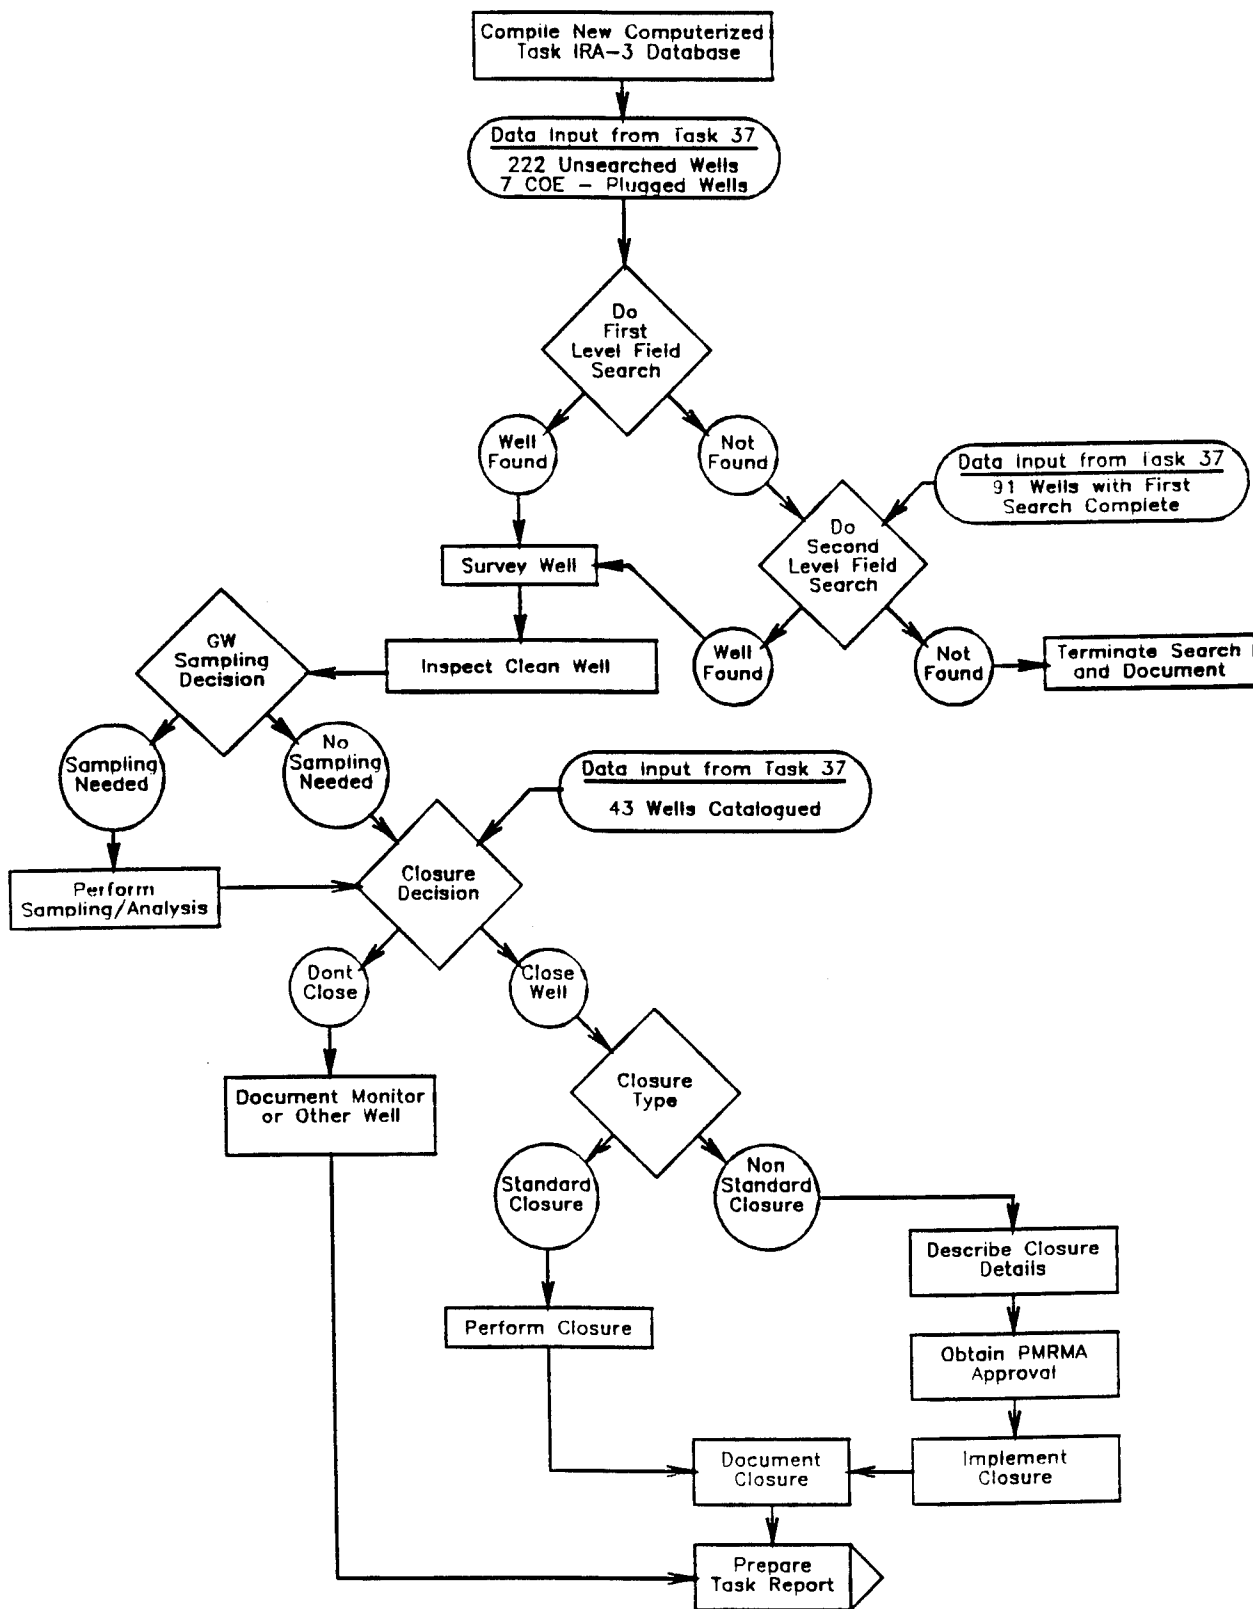 Compile New Computerized
Task IRA-3 Database
Data Input from Task 37
222 Unsearched Wells
7 COE - Plugged Wells
Do
First
Level Field
Search
Well
Found
Not
Found
Data Input from Task 37
91 Wells with First
Search Complete
Do
Second
Level Field
Search
Survey Well
GW
Sampling
Decision
Inspect Clean Well
Well
Found
Not
Found
Terminate Search
and Document
Sampling
Needed
No
Sampling
Needed
Data Input from Task 37
43 Wells Catalogued
Closure
Decision
Perform
Sampling/Analysis
Dont
Close
Close
Well
Document Monitor
or Other Well
Closure
Type
Standard
Closure
Non
Standard
Closure
Describe Closure
Details
Perform Closure
Obtain PMRMA
Approval
Document
Closure
Implement
Closure
Prepare
Task Report